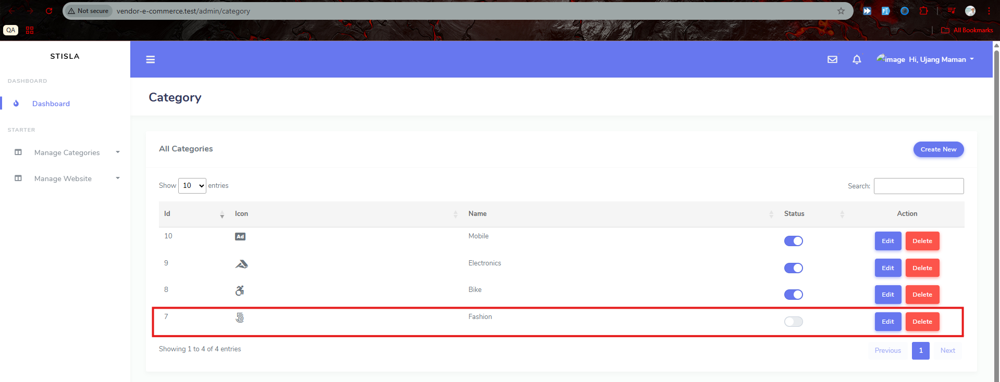 Not secure vendor-e-commerce.test/admin/category
QA
All Bookmarks
STISLA
image Hi, Ujang Maman
DASHBOARD
Dashboard
STARTER
Manage Categories
Manage Website
Category
All Categories
Create New
Show 10 entries
Search:
Id Icon Name Status Action
10 Ad Mobile Edit Delete
9 Electronics Edit Delete
8 Bike Edit Delete
7 Fashion Edit Delete
Showing 1 to 4 of 4 entries
Previous 1 Next